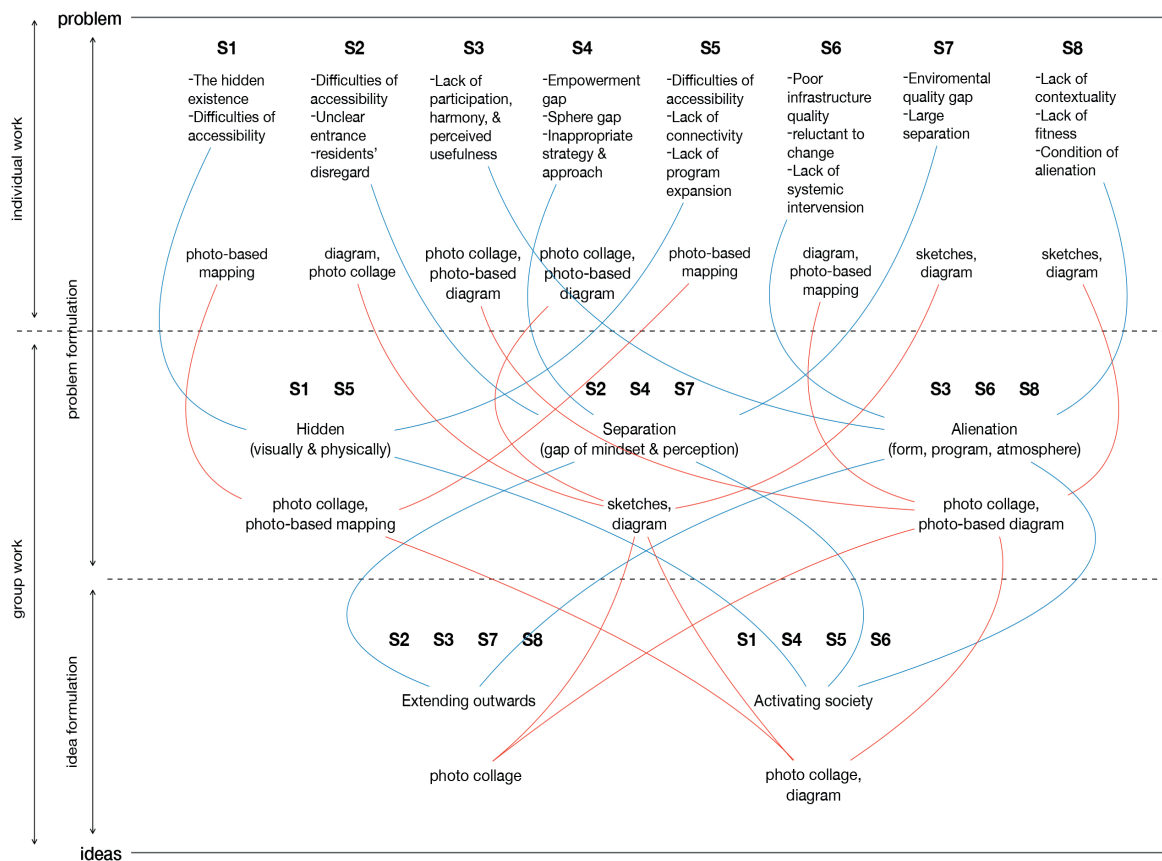 problem
S1
S2
S3
S4
S5
S6
S7
S8
-The hidden
existence
-Difficulties of
accessibility
-Difficulties of
accessibility
-Unclear
entrance
-residents'
disregard
-Lack of
participation,
harmony, &
perceived
usefulness
-Empowerment
gap
-Sphere gap
-Inappropriate
strategy &
approach
-Difficulties of
accessibility
-Lack of
connectivity
-Lack of
program
expansion
-Poor
infrastructure
quality
-reluctant to
change
-Lack of
systemic
intervension
-Enviromental
quality gap
-Large
separation
-Lack of
contextuality
-Lack of
fitness
-Condition of
alienation
individual work
photo-based
mapping
diagram,
photo collage
photo collage,
photo-based
diagram
photo collage,
photo-based
diagram
photo-based
mapping
diagram,
photo-based
mapping
sketches,
diagram
sketches,
diagram
problem formulation
S1 S5
Hidden
(visually & physically)
S2 S4 S7
Separation
(gap of mindset & perception)
S3 S6 S8
Alienation
(form, program, atmosphere)
photo collage,
photo-based mapping
sketches,
diagram
photo collage,
photo-based diagram
group work
idea formulation
S2 S3 S7 S8
Extending outwards
S1 S4 S5 S6
Activating society
photo collage
photo collage,
diagram
ideas